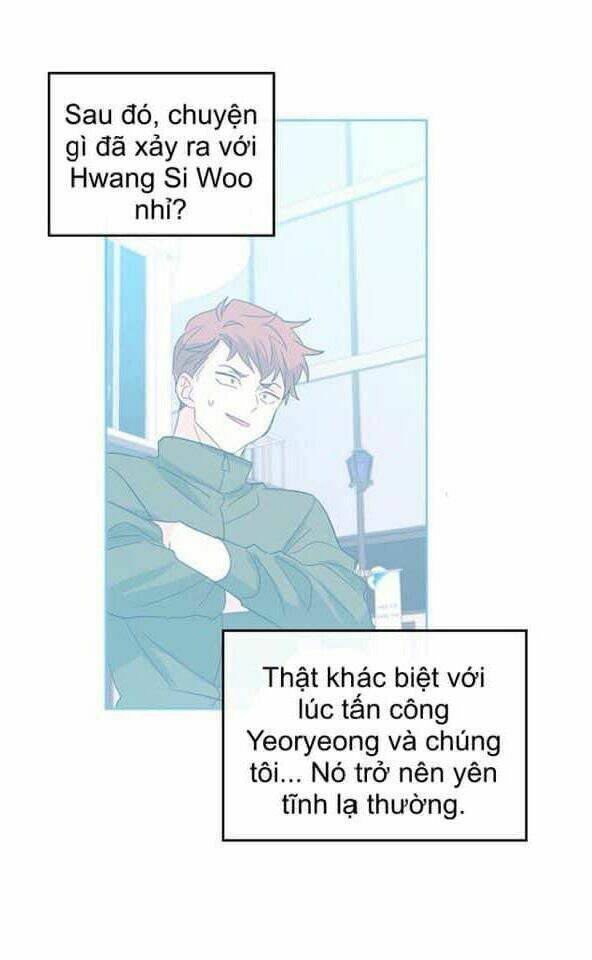 Sau đó, chuyện
gì đã xảy ra với
Hwang Si Woo
nhỉ?
Thật khác biệt với
lúc tấn công
Yeoryeong và chúng
tôi... Nó trở nên yên
tĩnh lạ thường.